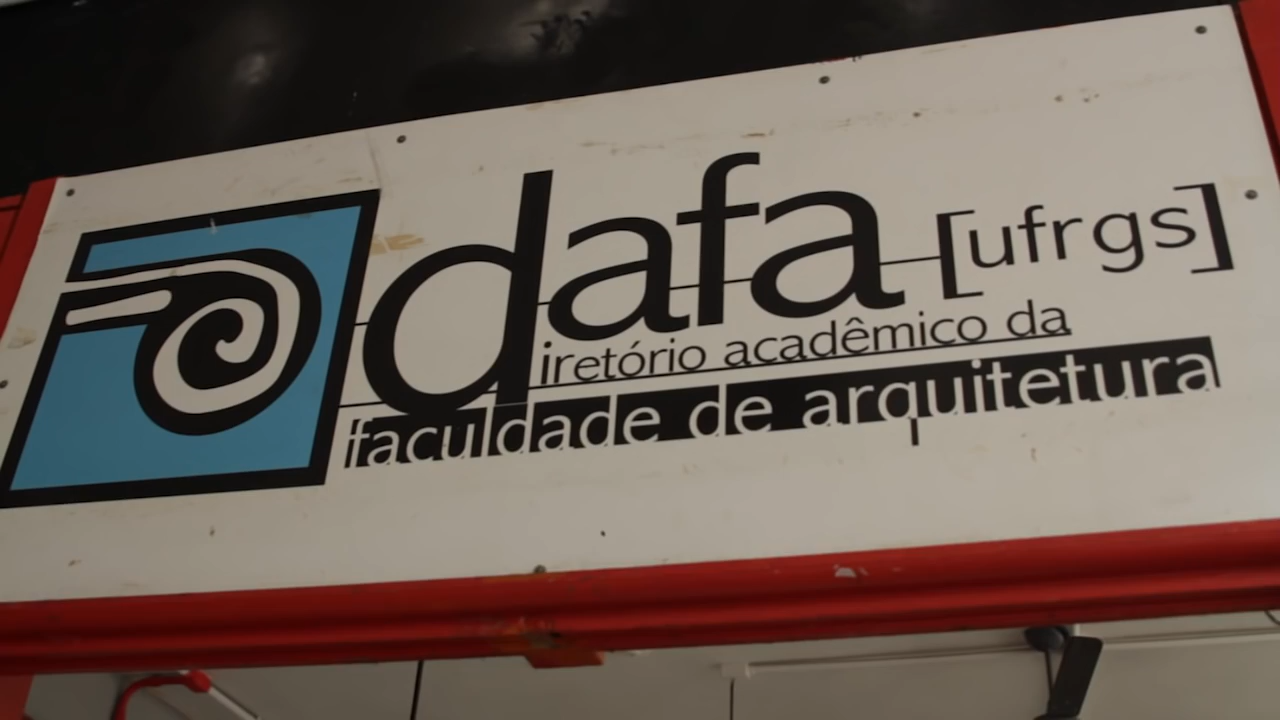 dafa [ufrgs]
diretório acadêmico da
faculdade de arquitetura